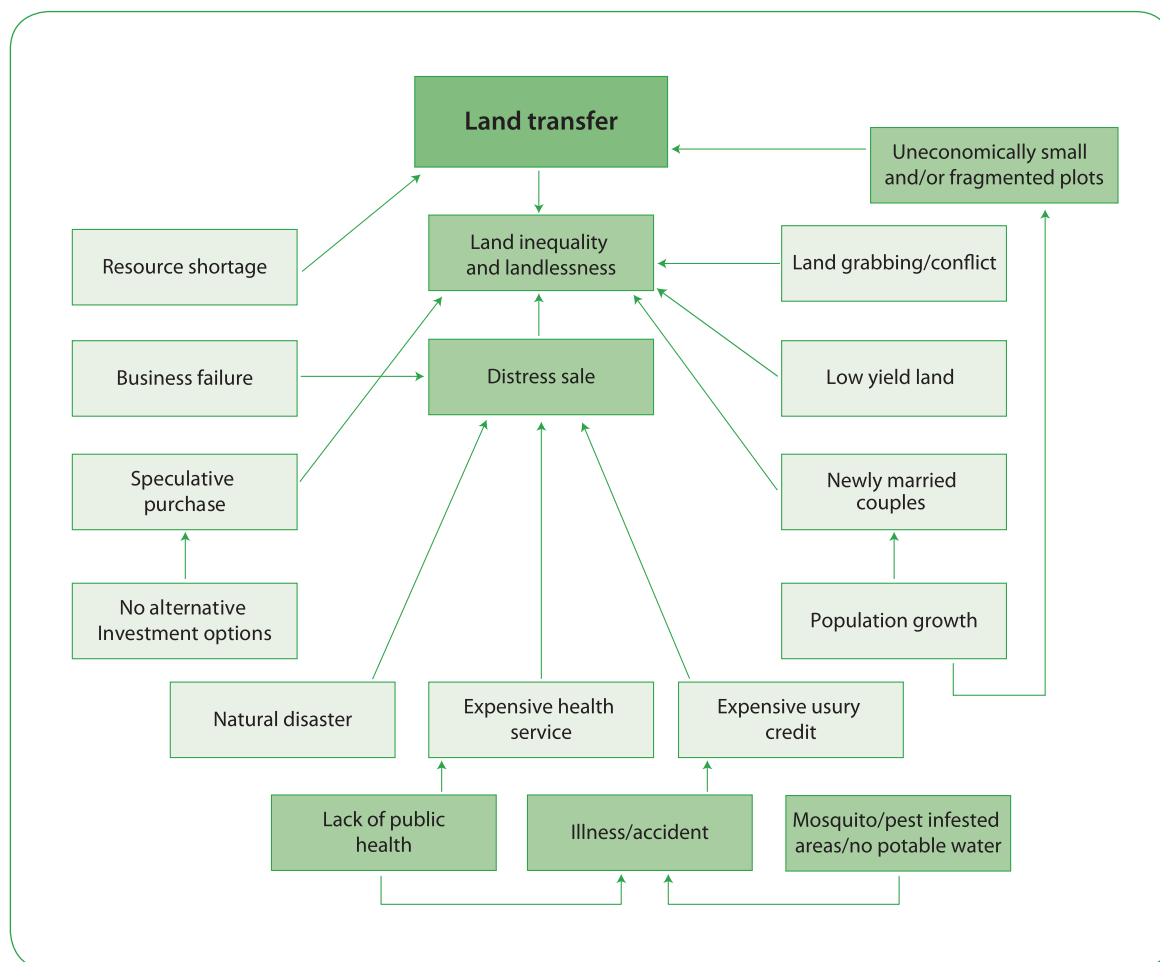 Land transfer
Uneconomically small
and/or fragmented plots
Land inequality
and landlessness
Resource shortage
Land grabbing/conflict
Business failure
Distress sale
Low yield land
Speculative
purchase
Newly married
couples
No alternative
Investment options
Population growth
Natural disaster
Expensive health
service
Expensive usury
credit
Lack of public
health
Illness/accident
Mosquito/pest infested
areas/no potable water